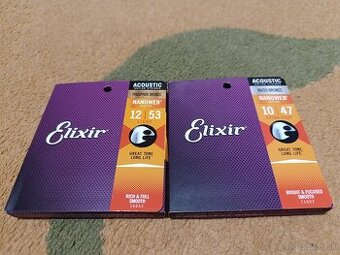 ACOUSTIC
PHOSPHOR BRONZE
NANOWEB
12 53
Elixir
GREAT TONE
LONG LIFE
RICH & FULL
SMOOTH
ACOUSTIC
80/20 BRONZE
NANOWEB
10 47
Elixir
GREAT TONE
LONG LIFE
BRIGHT & FOCUSED
SMOOTH